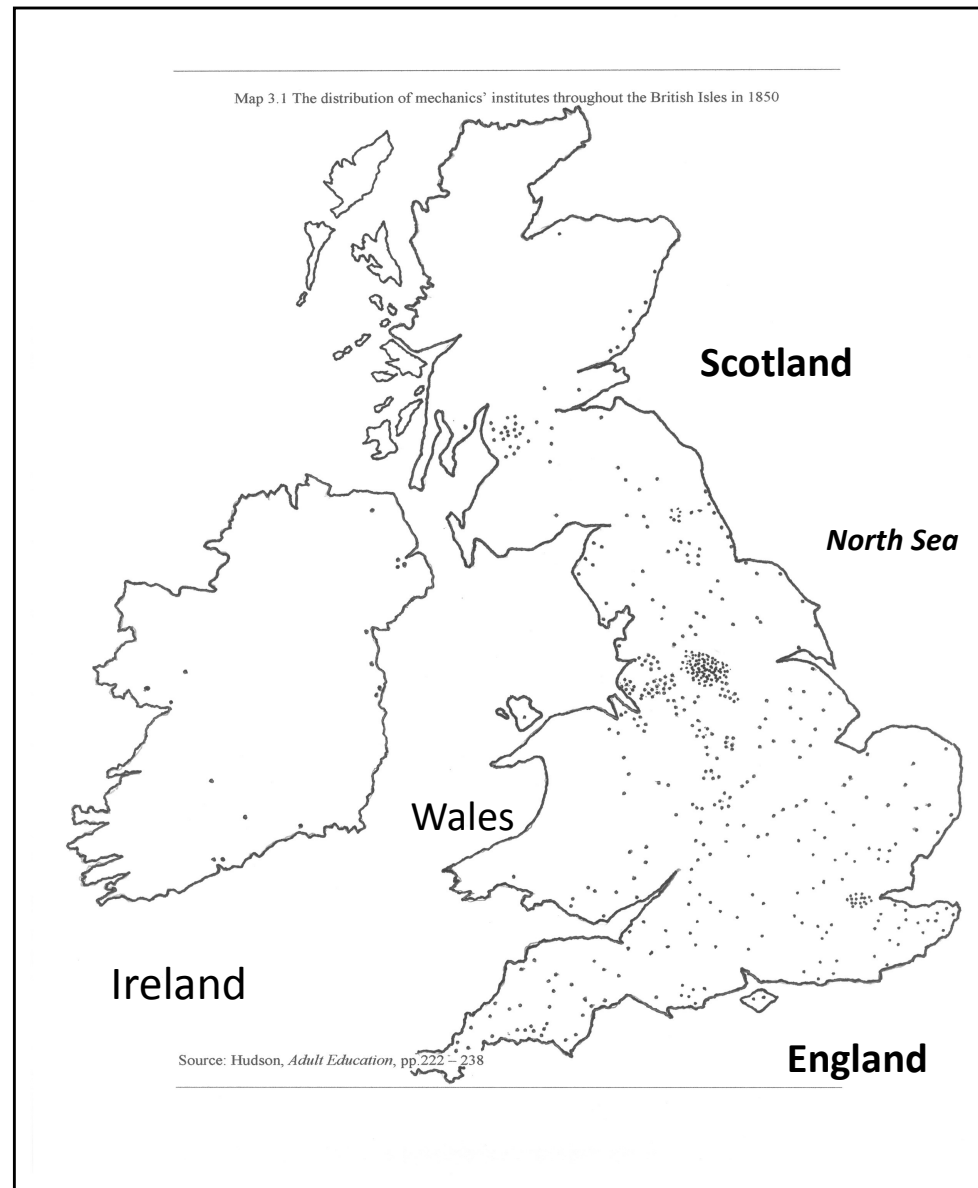 Map 3.1 The distribution of mechanics' institutes throughout the British Isles in 1850
Scotland
North Sea
Wales
Ireland
England
Source: Hudson, Adult Education, pp.222 – 238